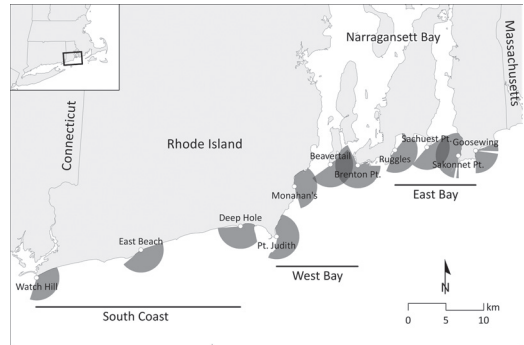 Narragansett Bay
Massachusetts
Connecticut
Rhode Island
Sachuest Pt.
Goosewing
Beavertail
Ruggles
Brenton Pt.
Sakonnet Pt.
East Bay
Monahan's
Deep Hole
East Beach
Pt. Judith
West Bay
Watch Hill
South Coast
N
km
0 5 10